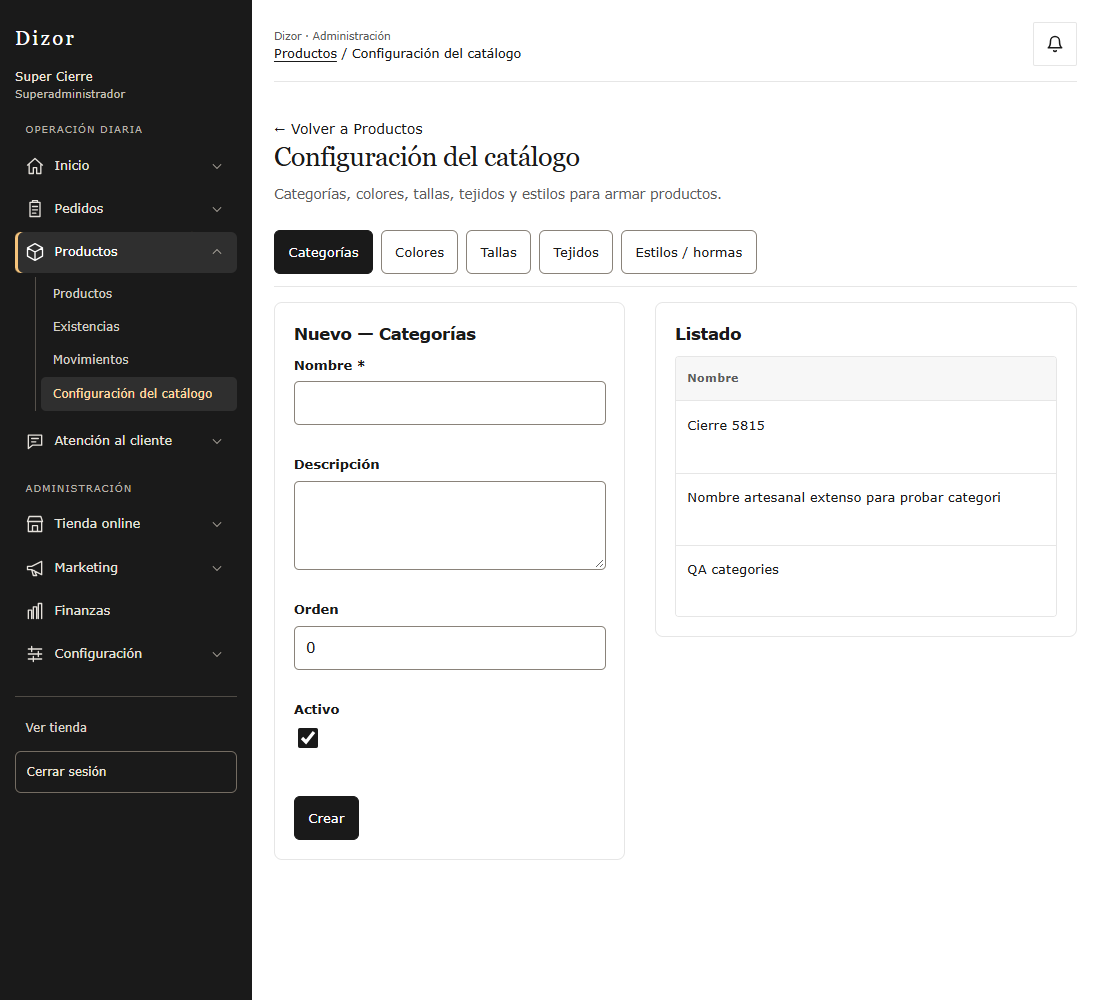 Dizor
Super Cierre
Superadministrador
OPERACIÓN DIARIA
Inicio
Pedidos
Productos
Productos
Existencias
Movimientos
Configuración del catálogo
Atención al cliente
ADMINISTRACIÓN
Tienda online
Marketing
Finanzas
Configuración
Ver tienda
Cerrar sesión
Dizor · Administración
Productos / Configuración del catálogo
← Volver a Productos
Configuración del catálogo
Categorías, colores, tallas, tejidos y estilos para armar productos.
Categorías
Colores
Tallas
Tejidos
Estilos / hormas
Nuevo — Categorías
Nombre *
Descripción
Orden
0
Activo
Crear
Listado
Nombre
Cierre 5815
Nombre artesanal extenso para probar categori
QA categories